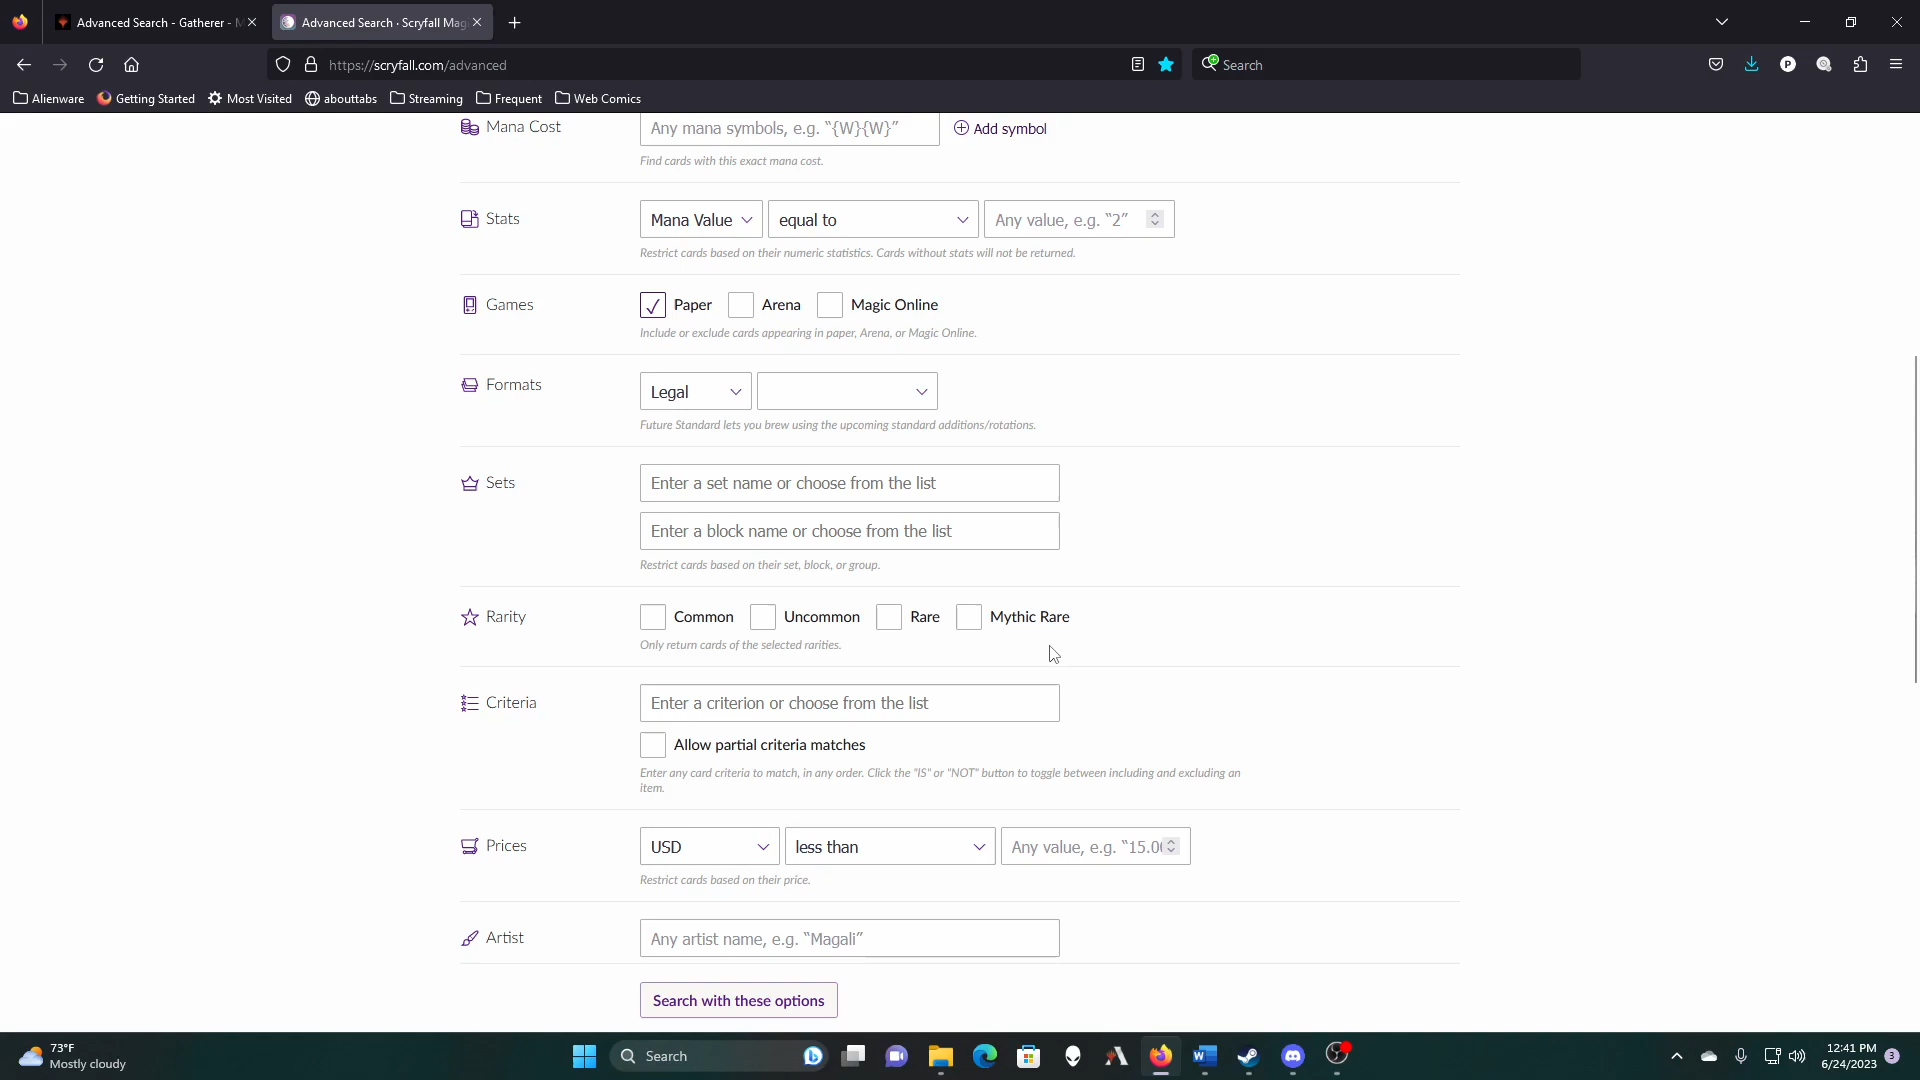 Advanced Search - Gatherer - M
Advanced Search · Scryfall Mag
https://scryfall.com/advanced
Search
Alienware
Getting Started
Most Visited
abouttabs
Streaming
Frequent
Web Comics
Mana Cost
Any mana symbols, e.g. “{W}{W}”
Add symbol
Find cards with this exact mana cost.
Stats
Mana Value
equal to
Any value, e.g. “2”
Restrict cards based on their numeric statistics. Cards without stats will not be returned.
Games
Paper
Arena
Magic Online
Include or exclude cards appearing in paper, Arena, or Magic Online.
Formats
Legal
Future Standard lets you brew using the upcoming standard additions/rotations.
Sets
Enter a set name or choose from the list
Enter a block name or choose from the list
Restrict cards based on their set, block, or group.
Rarity
Common
Uncommon
Rare
Mythic Rare
Only return cards of the selected rarities.
Criteria
Enter a criterion or choose from the list
Allow partial criteria matches
Enter any card criteria to match, in any order. Click the "IS" or "NOT" button to toggle between including and excluding an
item.
Prices
USD
less than
Any value, e.g. “15.0
Restrict cards based on their price.
Artist
Any artist name, e.g. “Magali”
Search with these options
73°F
Mostly cloudy
Search
12:41 PM
6/24/2023
3